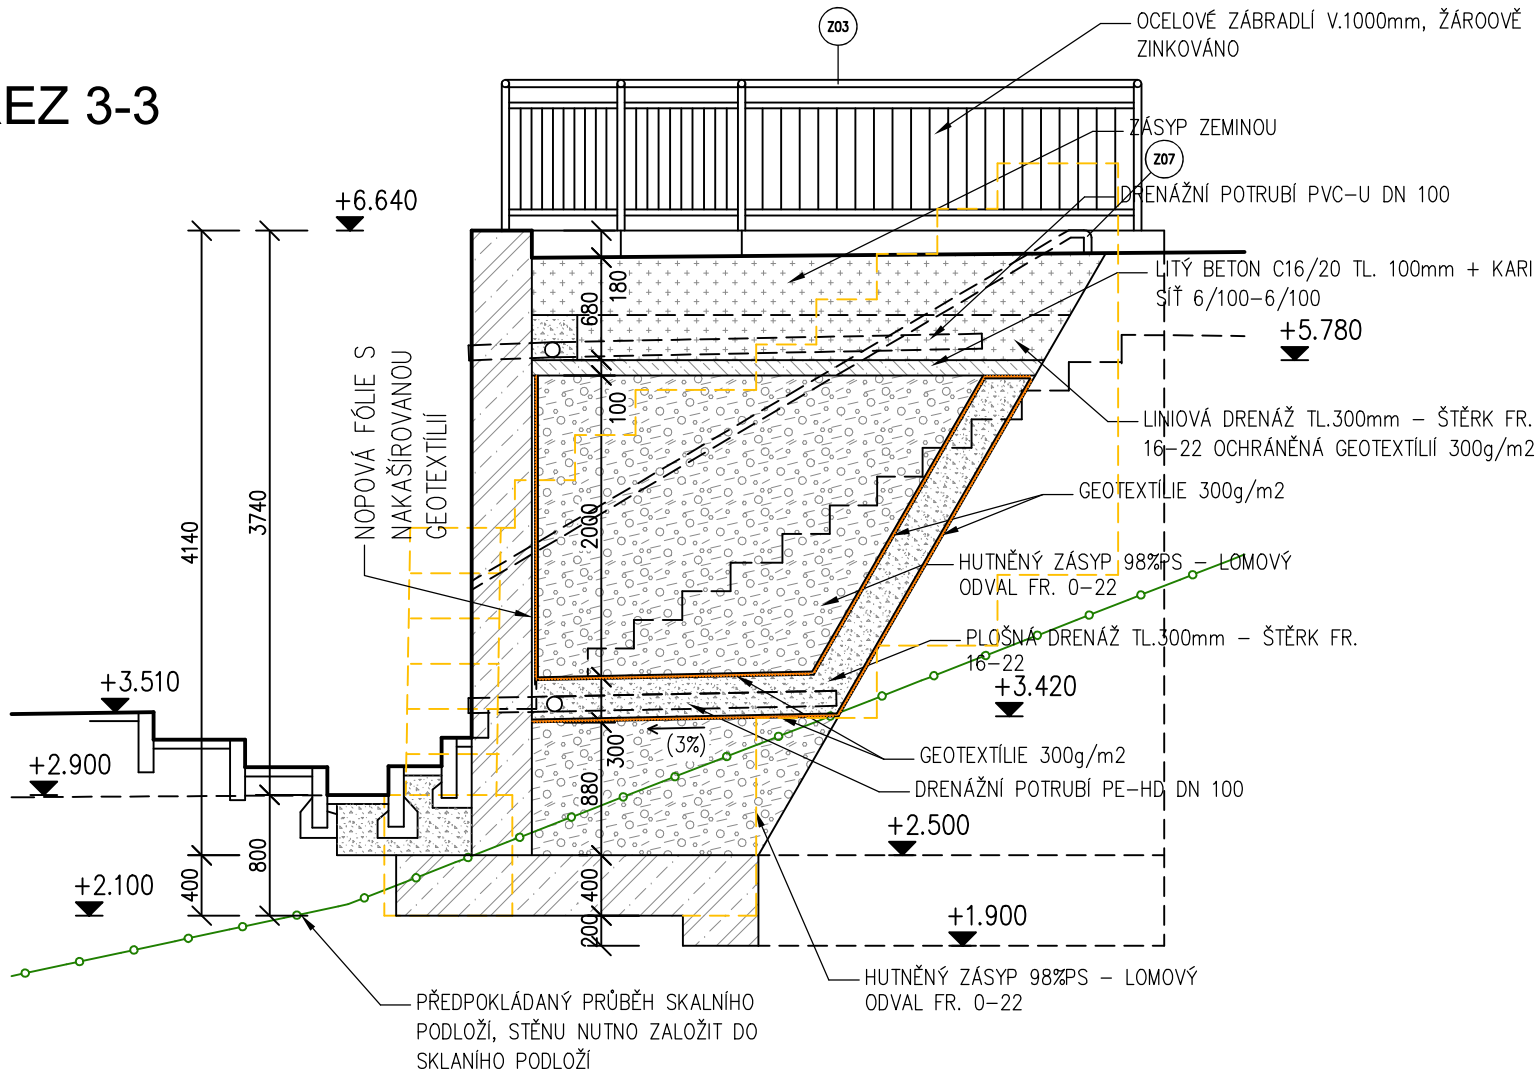 EZ 3-3
Z03
OCELOVÉ ZÁBRADLÍ V.1000mm, ŽÁROOVĚ
ZINKOVÁNO
ZÁSYP ZEMINOU
Z07
DRENÁŽNÍ POTRUBÍ PVC-U DN 100
+6.640
LITÝ BETON C16/20 TL. 100mm + KARI
SÍŤ 6/100-6/100
+5.780
180
680
100
NOPOVÁ FÓLIE S
NAKAŠÍROVANOU
GEOTEXTÍLIÍ
LINIOVÁ DRENÁŽ TL.300mm – ŠTĚRK FR.
16-22 OCHRÁNĚNÁ GEOTEXTÍLIÍ 300g/m2
GEOTEXTÍLIE 300g/m2
4140
3740
2000
HUTNĚNÝ ZÁSYP 98%PS – LOMOVÝ
ODVAL FR. 0-22
PLOŠNÁ DRENÁŽ TL.300mm – ŠTĚRK FR.
16-22
+3.510
+3.420
(3%)
300
GEOTEXTÍLIE 300g/m2
+2.900
DRENÁŽNÍ POTRUBÍ PE-HD DN 100
880
+2.500
800
400
400
+2.100
200
+1.900
HUTNĚNÝ ZÁSYP 98%PS – LOMOVÝ
ODVAL FR. 0-22
PŘEDPOKLÁDANÝ PRŮBĚH SKALNÍHO
PODLOŽÍ, STĚNU NUTNO ZALOŽIT DO
SKLANÍHO PODLOŽÍ